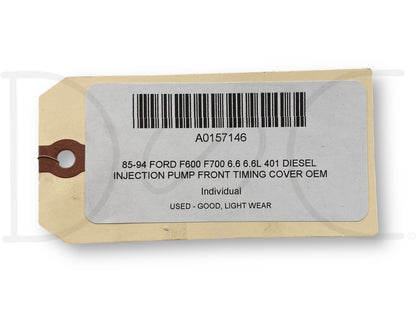 A0157146
85-94 FORD F600 F700 6.6 6.6L 401 DIESEL
INJECTION PUMP FRONT TIMING COVER OEM
Individual
USED - GOOD, LIGHT WEAR